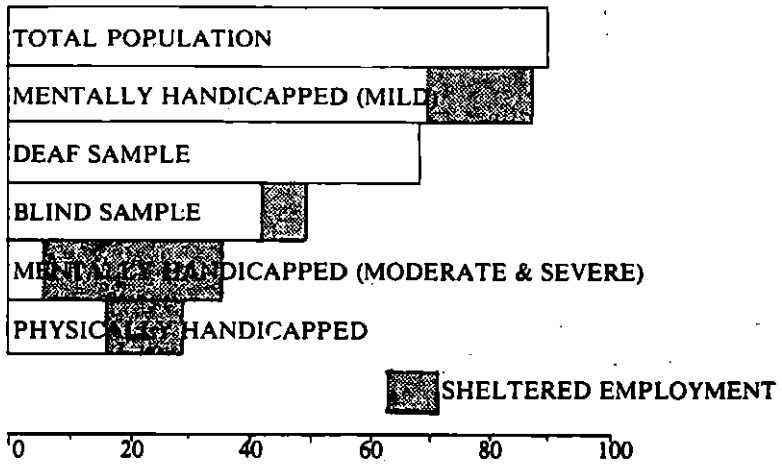 TOTAL POPULATION
MENTALLY HANDICAPPED (MILD)
DEAF SAMPLE
BLIND SAMPLE
MENTALLY HANDICAPPED (MODERATE & SEVERE)
PHYSICALLY HANDICAPPED
SHELTERED EMPLOYMENT
0 20 40 60 80 100